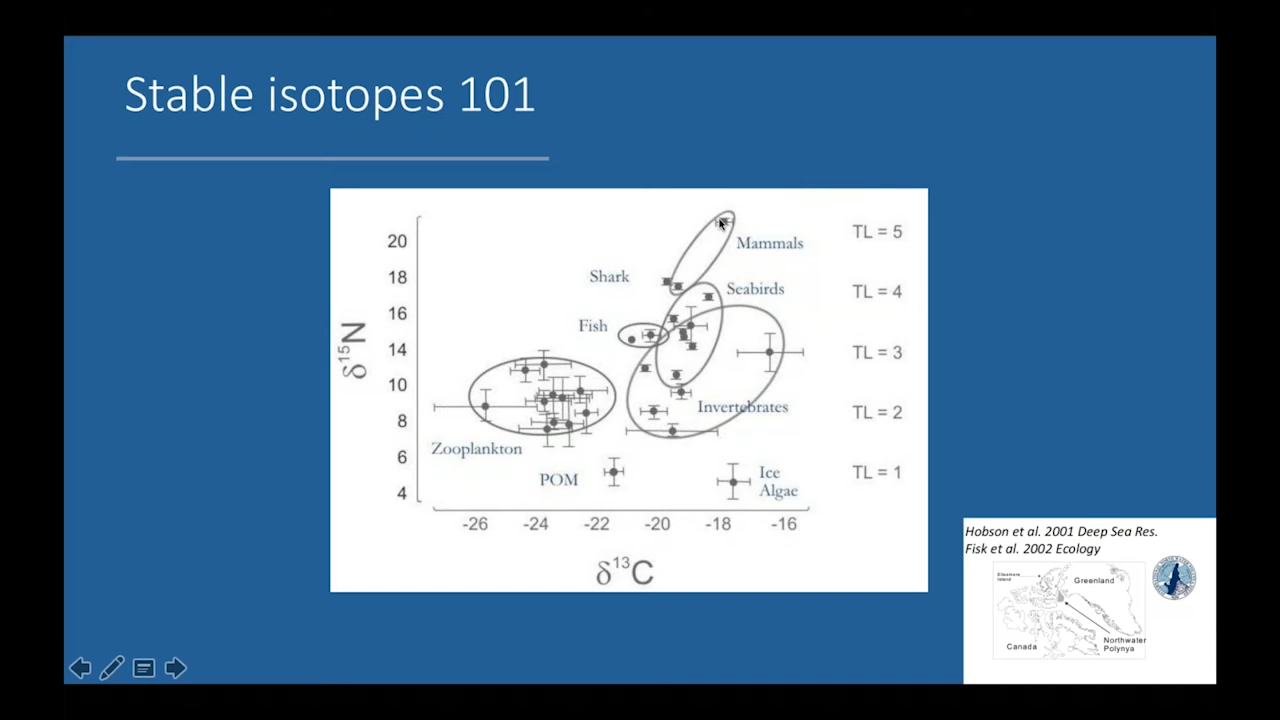 Stable isotopes 101
20
18
16
14
10
8
6
4
δ15N
-26
-24
-22
-20
-18
-16
δ13C
Mammals
Shark
Seabirds
Fish
Invertebrates
Zooplankton
POM
Ice
Algae
TL = 5
TL = 4
TL = 3
TL = 2
TL = 1
Hobson et al. 2001 Deep Sea Res.
Fisk et al. 2002 Ecology
Ellesmere
Island
Greenland
Canada
Northwater
Polynya